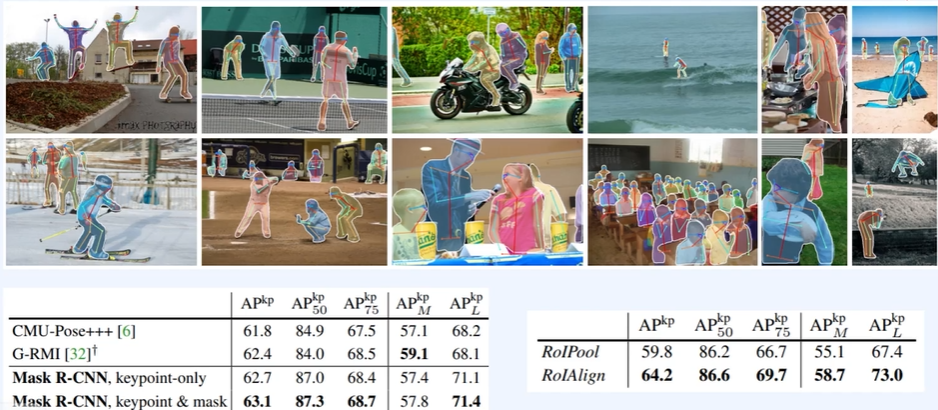 AP^kp AP^kp_50 AP^kp_75 AP^kp_M AP^kp_L
CMU-Pose+++ [6] 61.8 84.9 67.5 57.1 68.2
G-RMI [32]† 62.4 84.0 68.5 59.1 68.1
Mask R-CNN, keypoint-only 62.7 87.0 68.4 57.4 71.1
Mask R-CNN, keypoint & mask 63.1 87.3 68.7 57.8 71.4
AP^kp AP^kp_50 AP^kp_75 AP^kp_M AP^kp_L
RoIPool 59.8 86.2 66.7 55.1 67.4
RoIAlign 64.2 86.6 69.7 58.7 73.0